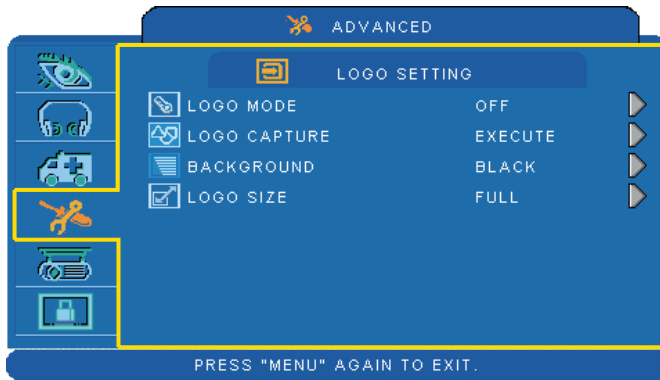 ADVANCED
LOGO SETTING
LOGO MODE OFF
LOGO CAPTURE EXECUTE
BACKGROUND BLACK
LOGO SIZE FULL
PRESS "MENU" AGAIN TO EXIT.